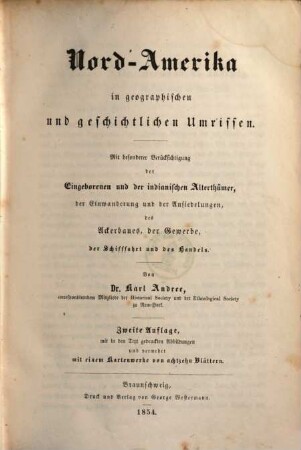 Nord-Amerika
in geographischen
und geschichtlichen Umrissen.
Mit besonderer Berücksichtigung
der
Eingeborenen und der indianischen Alterthümer,
der Einwanderung und der Ansiedelungen,
des
Ackerbaues, der Gewerbe,
der Schifffahrt und des Handels.
Von
Dr. Karl Andree,
correspondirendem Mitgliede der Historical Society und der Ethnological Society
zu New-York.
Zweite Auflage,
mit in den Text gedruckten Abbildungen
und vermehrt
mit einem Kartenwerke von achtzehn Blättern.
Braunschweig,
Druck und Verlag von George Westermann.
1854.